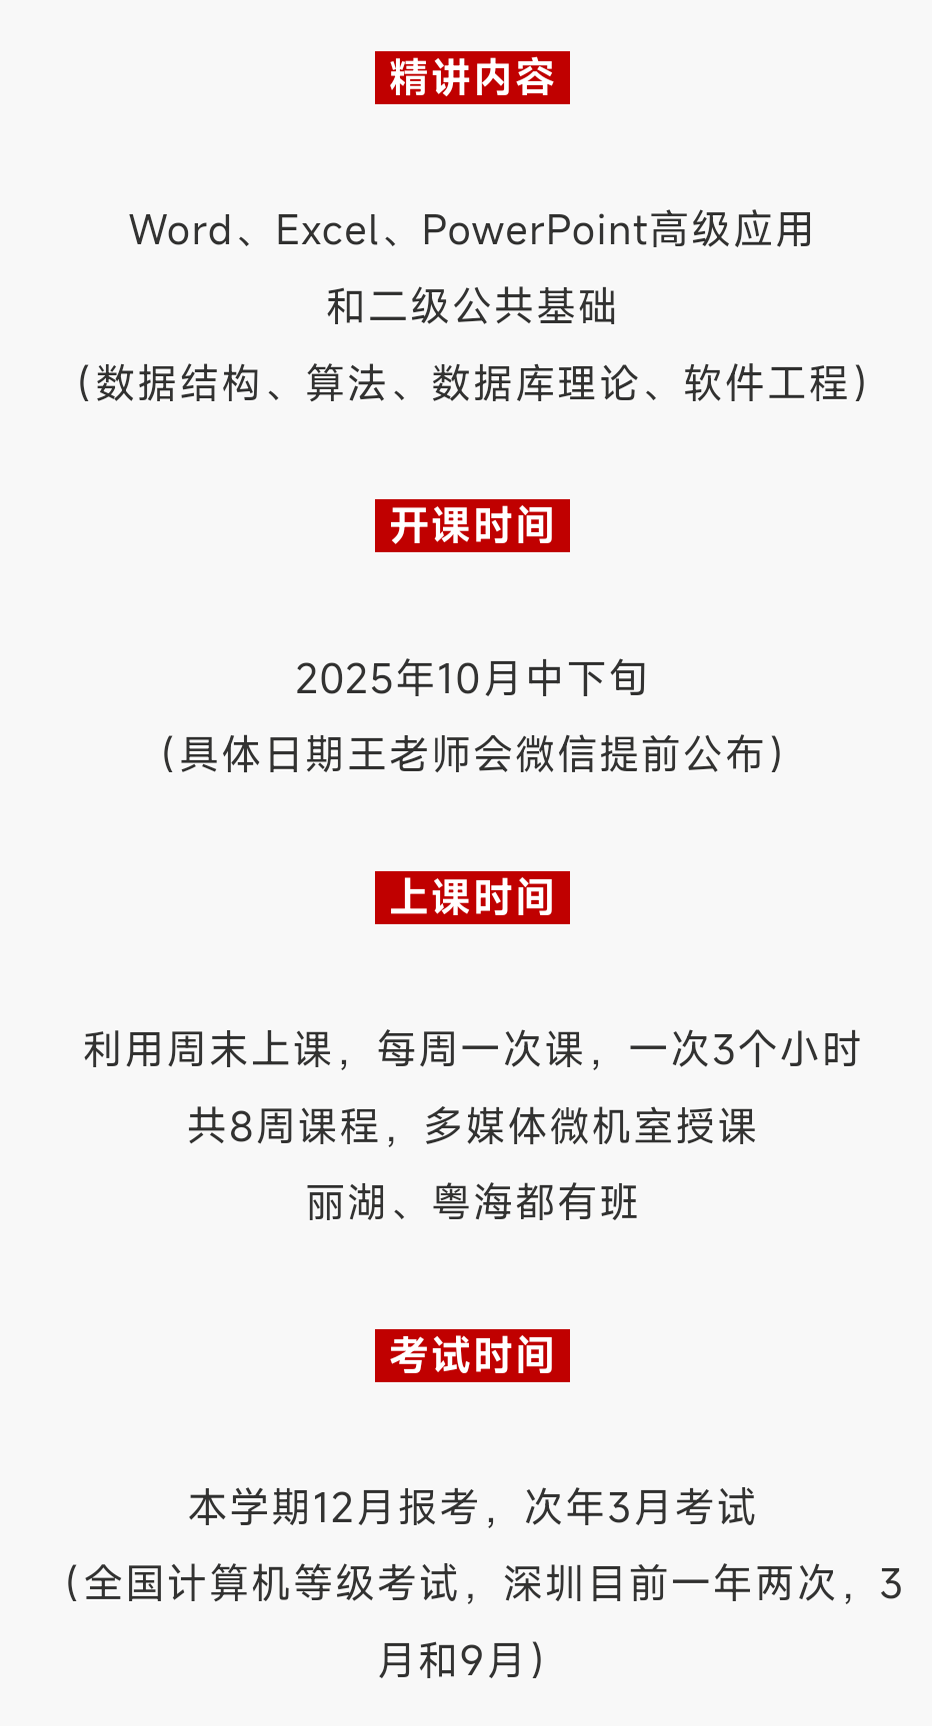 精讲内容
Word、Excel、PowerPoint高级应用
和二级公共基础
（数据结构、算法、数据库理论、软件工程）
开课时间
2025年10月中下旬
（具体日期王老师会微信提前公布）
上课时间
利用周末上课，每周一次课，一次3个小时
共8周课程，多媒体微机室授课
丽湖、粤海都有班
考试时间
本学期12月报考，次年3月考试
（全国计算机等级考试，深圳目前一年两次，3
月和9月）